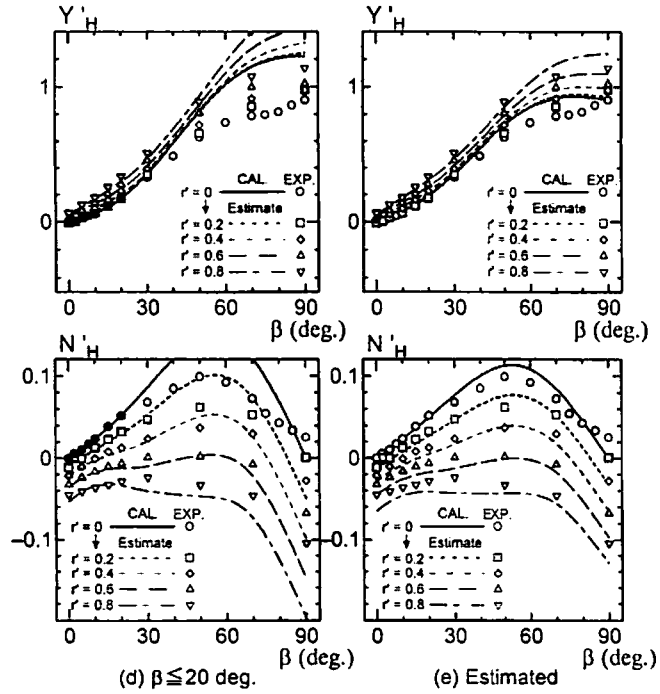 Y'H Y'H
1 1
0 0
CAL. EXP. CAL. EXP.
r' = 0 r' = 0
Estimate Estimate
r' = 0.2 r' = 0.2
r' = 0.4 r' = 0.4
r' = 0.6 r' = 0.6
r' = 0.8 r' = 0.8
0 30 60 90 0 30 60 90
β (deg.) β (deg.)
N'H N'H
0.1 0.1
0 0
CAL. EXP. CAL. EXP.
r' = 0 r' = 0
−0.1 Estimate −0.1 Estimate
r' = 0.2 r' = 0.2
r' = 0.4 r' = 0.4
r' = 0.6 r' = 0.6
r' = 0.8 r' = 0.8
0 30 60 90 0 30 60 90
β (deg.) β (deg.)
(d) β≦20 deg. (e) Estimated